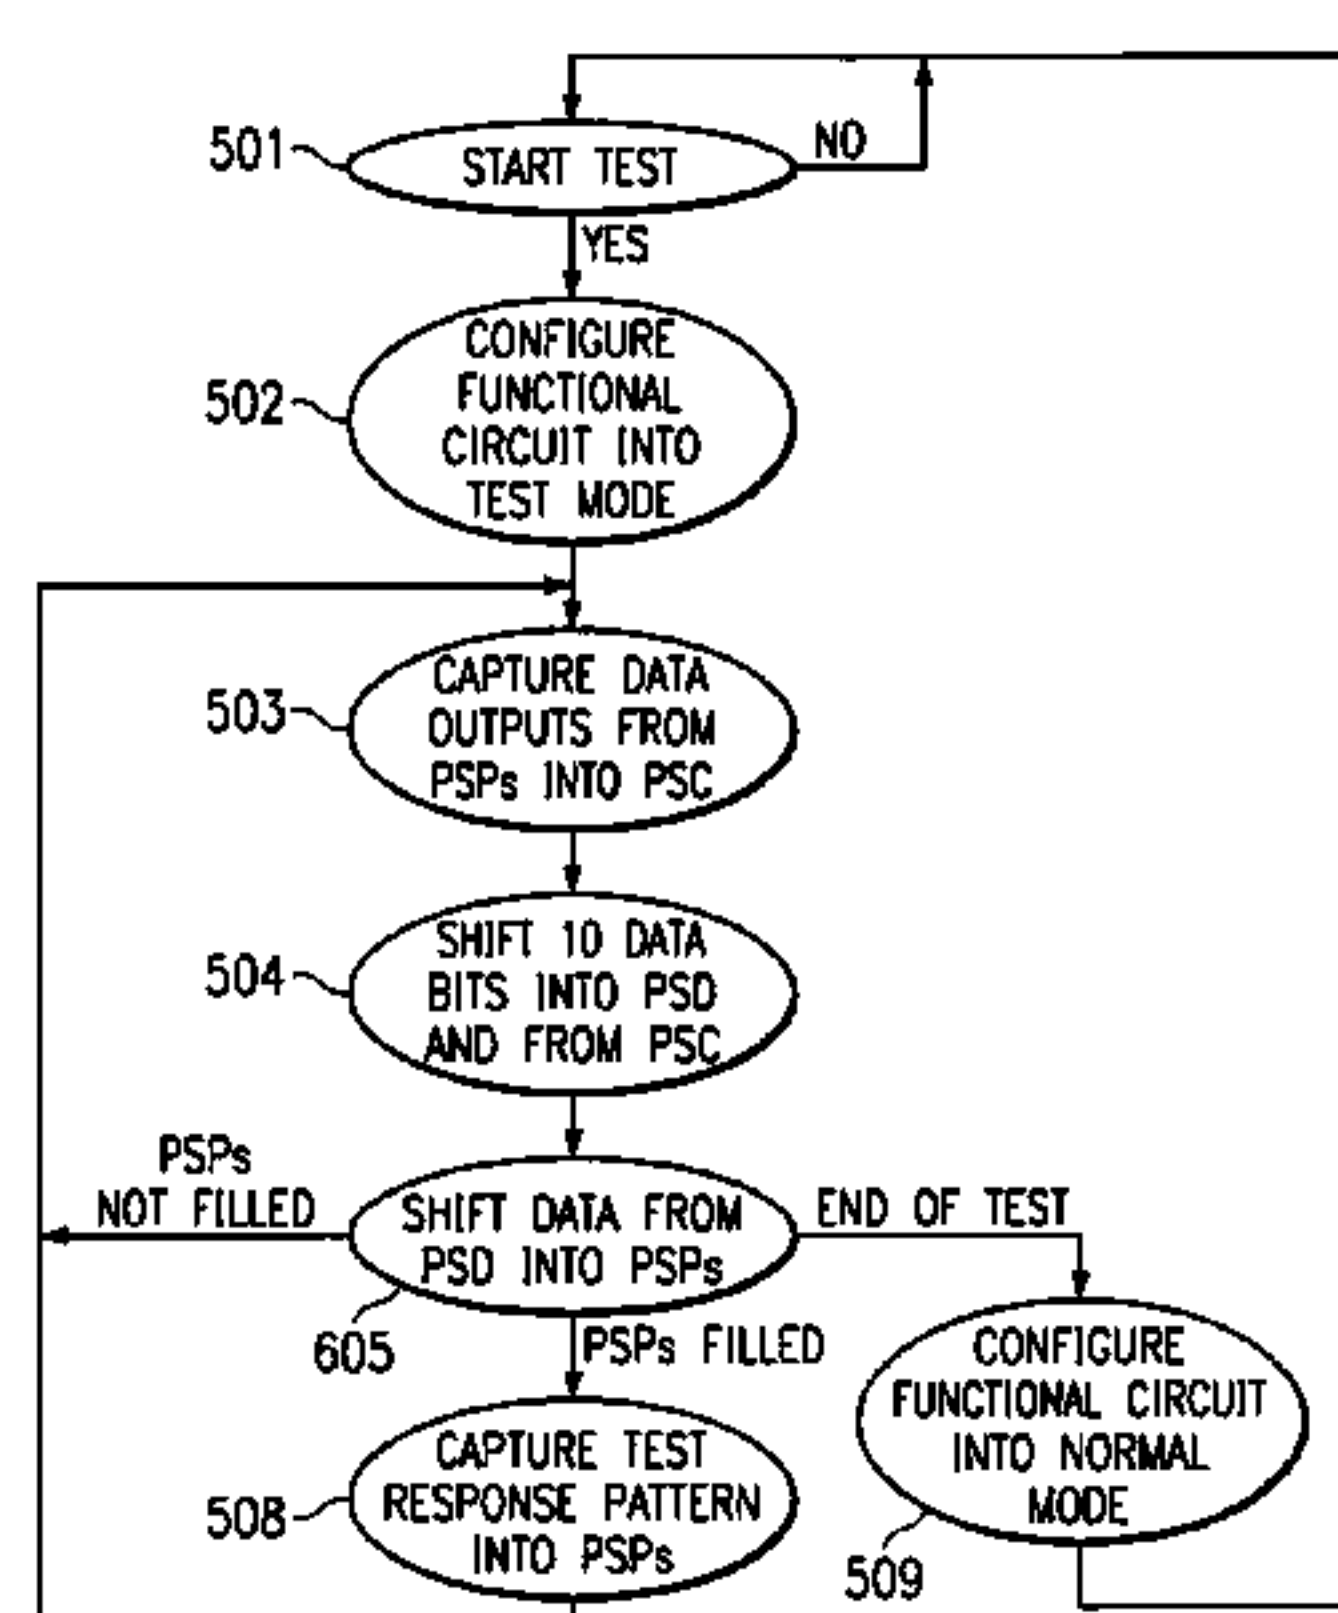 501
START TEST
NO
YES
502
CONFIGURE
FUNCTIONAL
CIRCUIT INTO
TEST MODE
503
CAPTURE DATA
OUTPUTS FROM
PSPs INTO PSC
504
SHIFT 10 DATA
BITS INTO PSD
AND FROM PSC
PSPs
NOT FILLED
SHIFT DATA FROM
PSD INTO PSPs
END OF TEST
605
PSPs FILLED
CONFIGURE
FUNCTIONAL CIRCUIT
INTO NORMAL
MODE
509
508
CAPTURE TEST
RESPONSE PATTERN
INTO PSPs